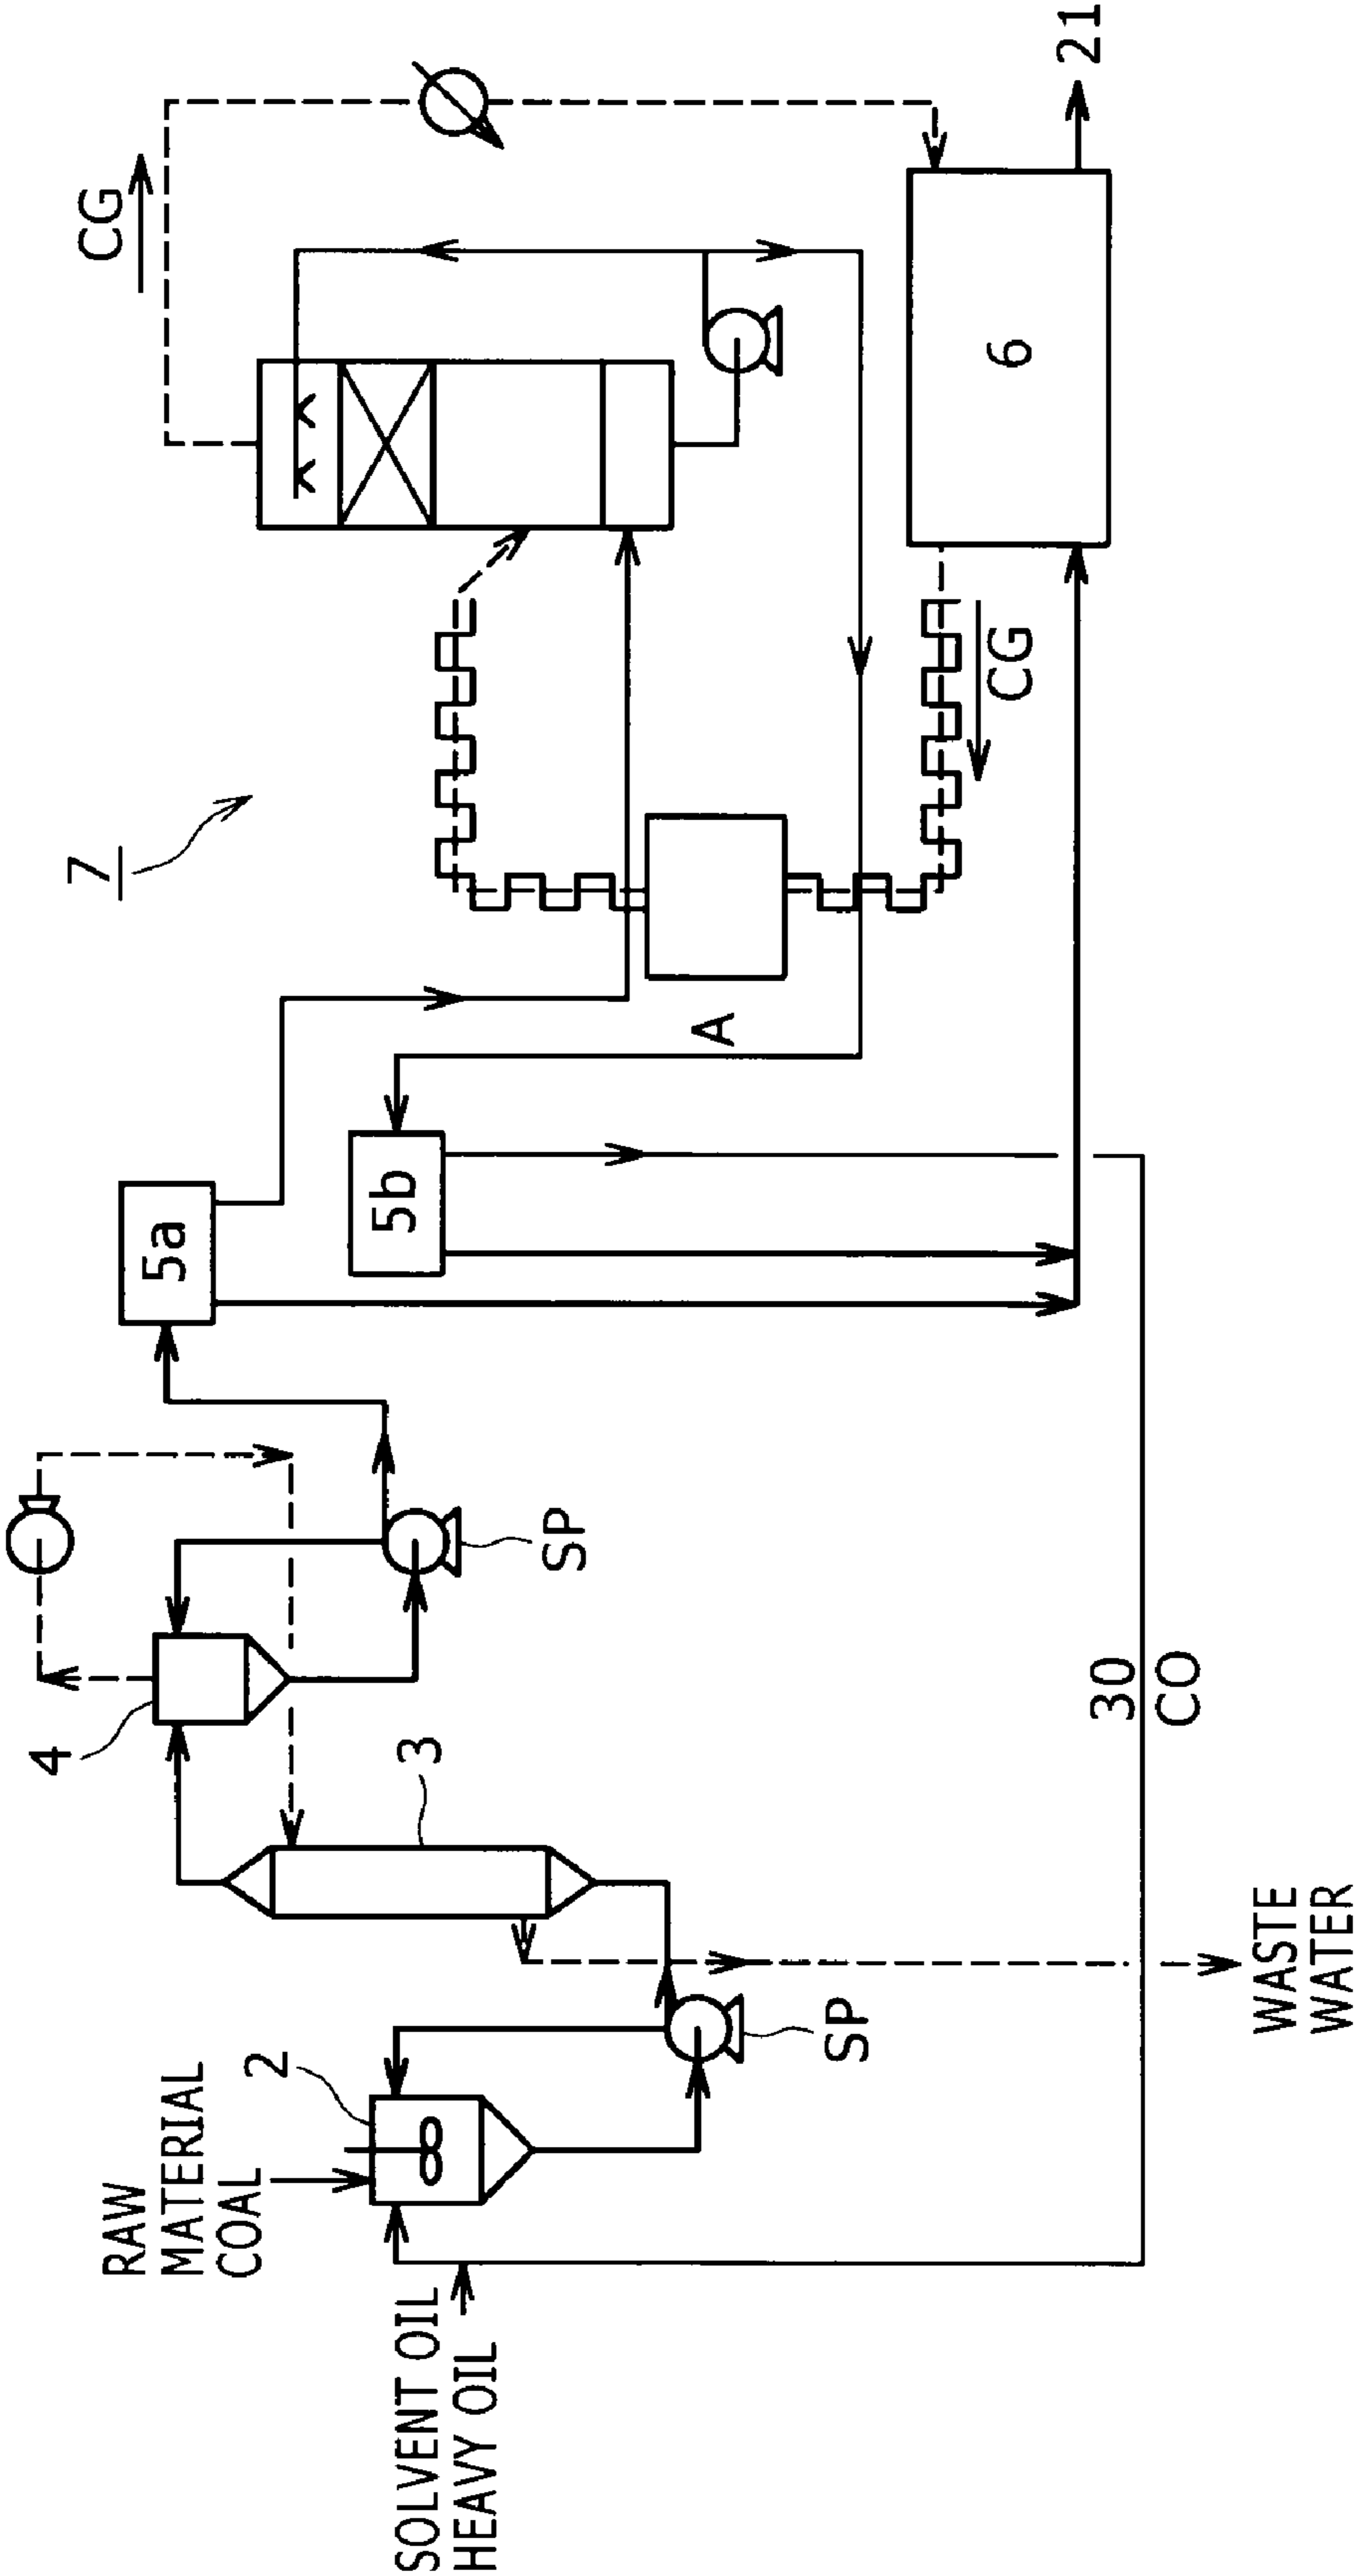 7
CG
21
6
CG
A
5a
5b
4
3
SP
2
SP
RAW
MATERIAL
COAL
SOLVENT OIL
HEAVY OIL
30
CO
WASTE
WATER